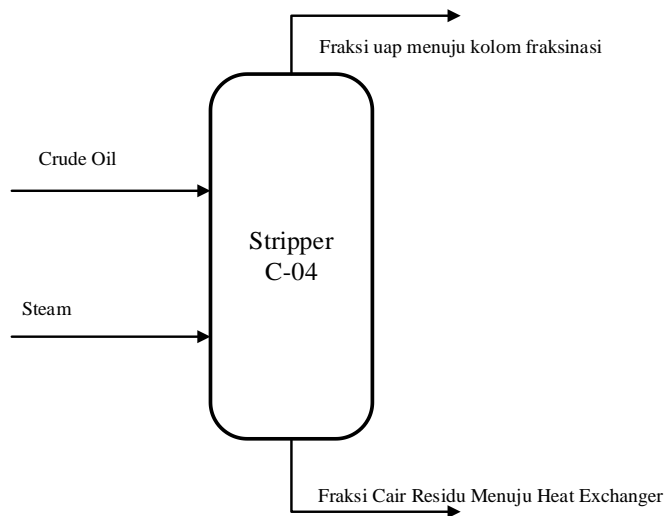 Fraksi uap menuju kolom fraksinasi
Crude Oil
Stripper
C-04
Steam
Fraksi Cair Residu Menuju Heat Exchanger